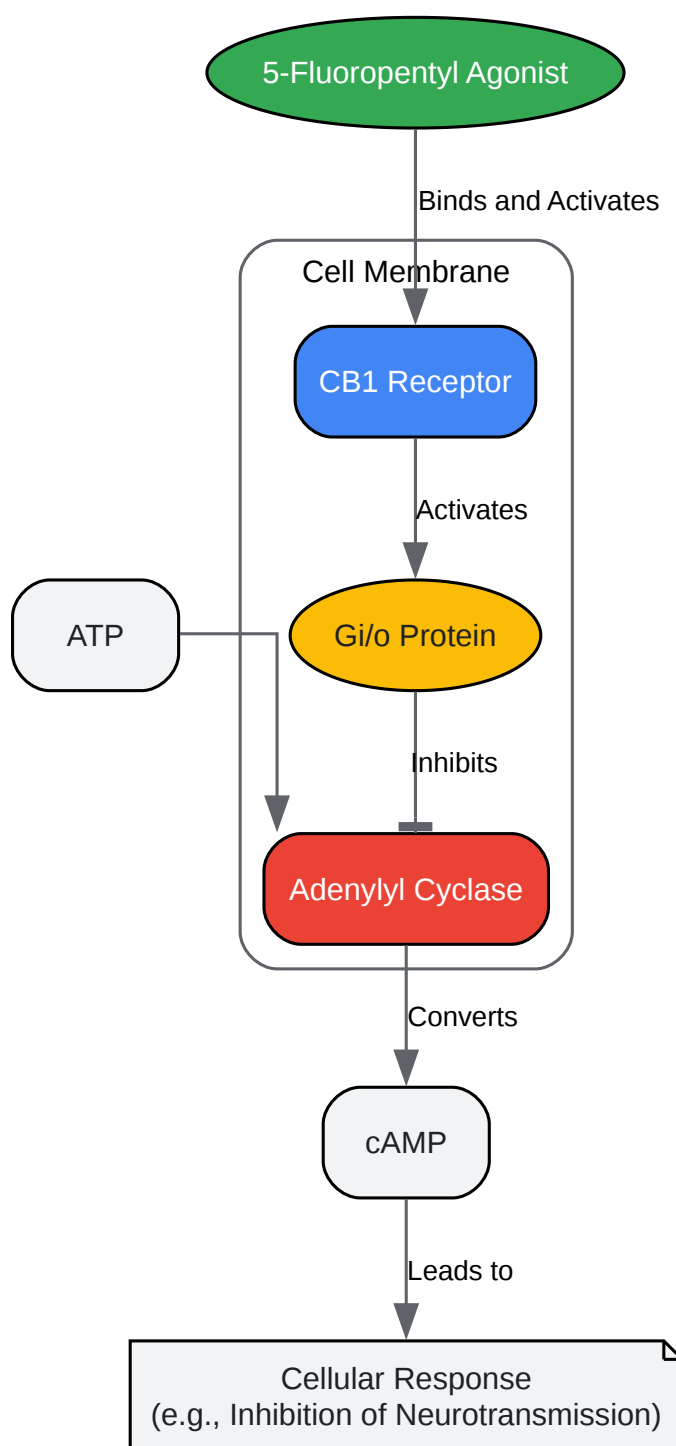 5-Fluoropentyl Agonist
Binds and Activates
Cell Membrane
CB1 Receptor
Activates
ATP
Gi/o Protein
Inhibits
Adenylyl Cyclase
Converts
cAMP
Leads to
Cellular Response
(e.g., Inhibition of Neurotransmission)